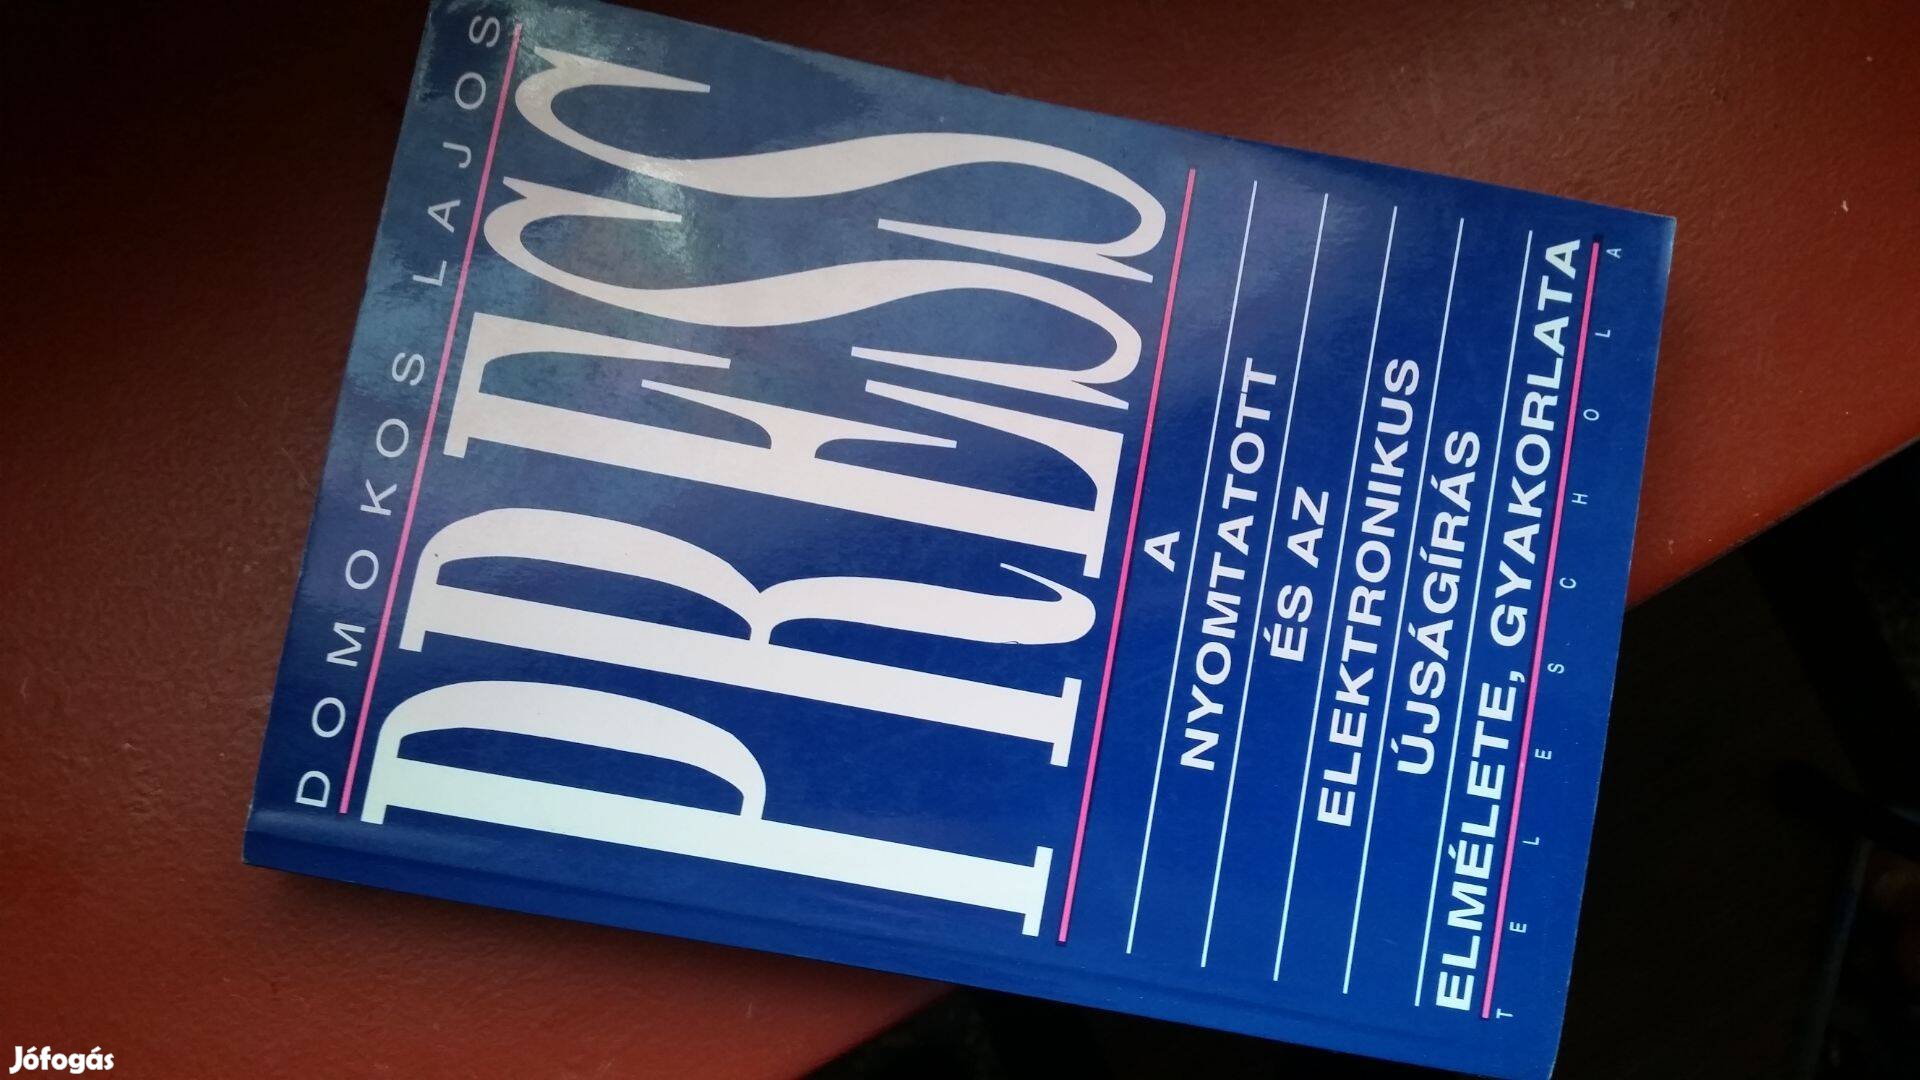 DOMOKOS LAJOS
PRESS
A
NYOMTATOTT
ÉS AZ
ELEKTRONIKUS
ÚJSÁGÍRÁS
ELMÉLETE, GYAKORLATA
TELESCHOLA
Jófogás